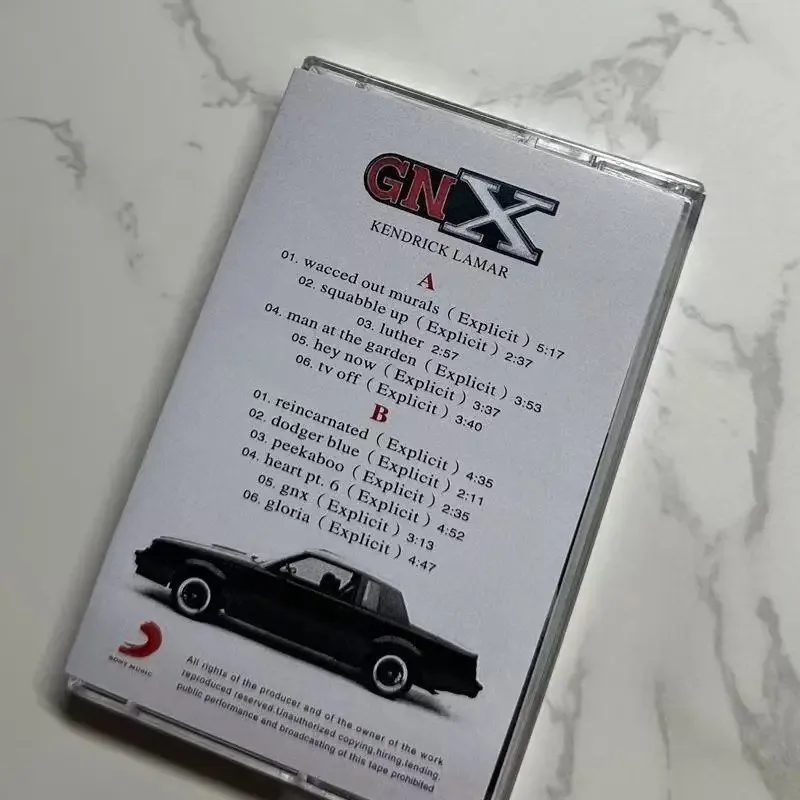 GNX
KENDRICK LAMAR
A
01. wacced out murals ( Explicit ) 5:17
02. squabble up ( Explicit ) 2:37
03. luther 2:57
04. man at the garden ( Explicit ) 3:53
05. hey now ( Explicit ) 3:37
06. tv off ( Explicit ) 3:40
B
01. reincarnated ( Explicit ) 4:35
02. dodger blue ( Explicit ) 2:11
03. peekaboo ( Explicit ) 2:35
04. heart pt. 6 ( Explicit ) 4:52
05. gnx ( Explicit ) 3:13
06. gloria ( Explicit ) 4:47
SONY MUSIC
All rights of the producer and of the owner of the work
reproduced reserved.Unauthorized copying,hiring,lending,
public performance and broadcasting of this tape prohibited